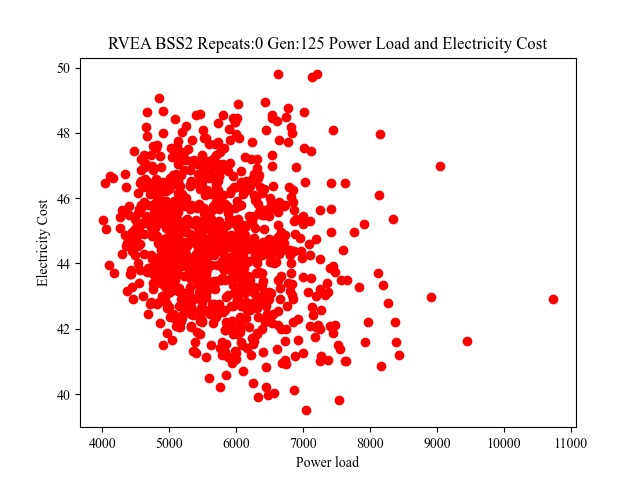 RVEA BSS2 Repeats:0 Gen:125 Power Load and Electricity Cost
50
48
46
44
42
40
Electricity Cost
4000 5000 6000 7000 8000 9000 10000 11000
Power load